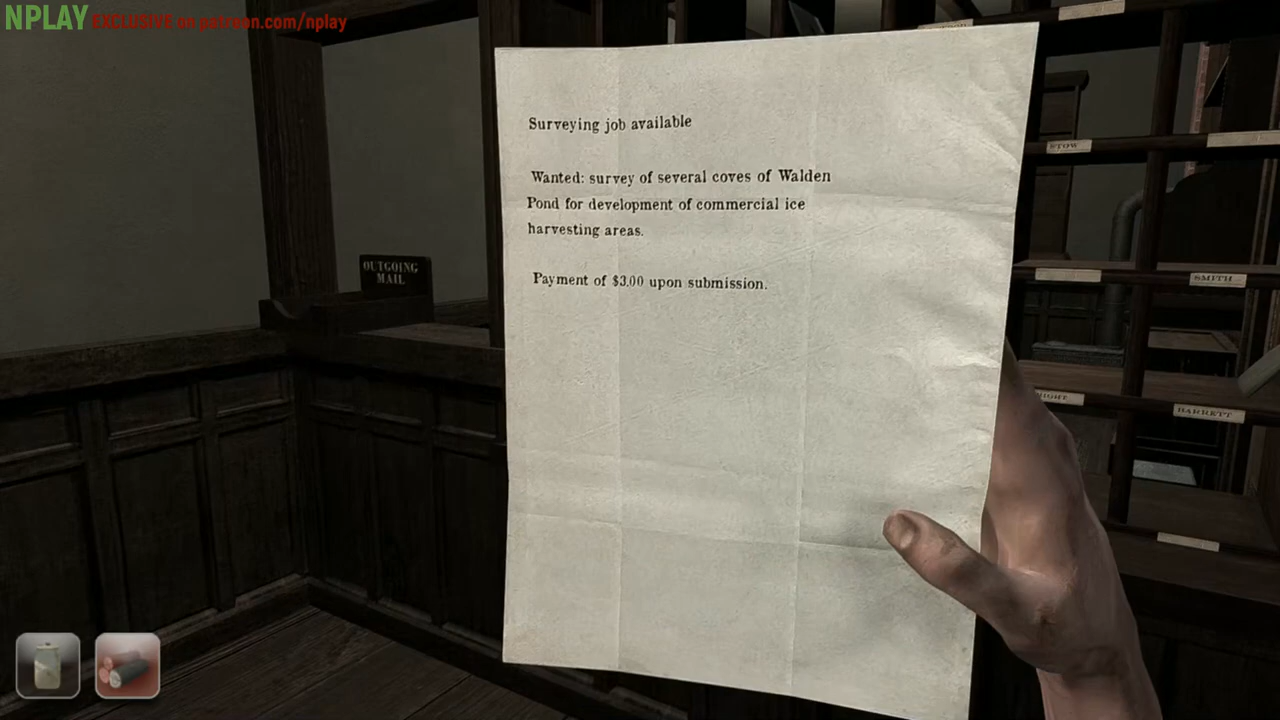 NPLAY EXCLUSIVE on patreon.com/nplay
Surveying job available
Wanted: survey of several coves of Walden
Pond for development of commercial ice
harvesting areas.
Payment of $3.00 upon submission.
OUTGOING
MAIL
STOW
SMITH
BARRETT